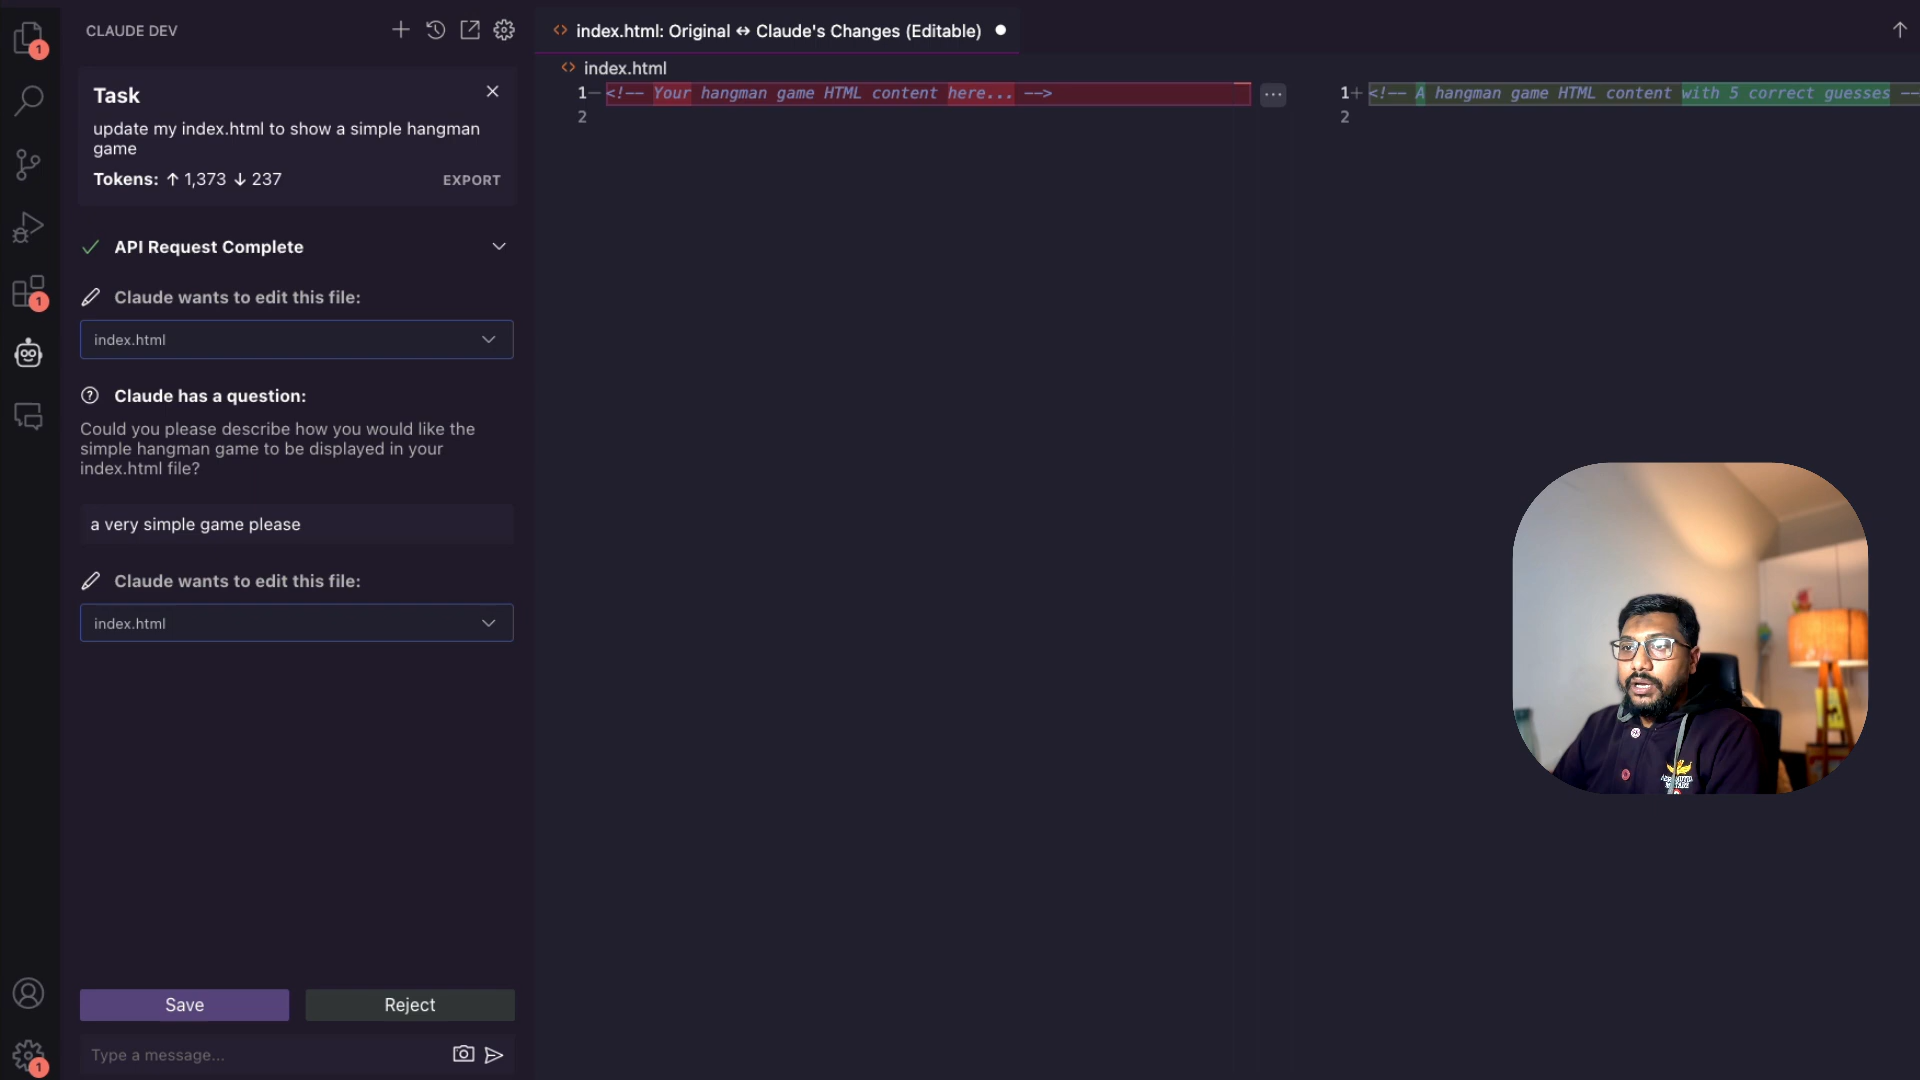 CLAUDE DEV
Task
update my index.html to show a simple hangman
game
Tokens: ↑ 1,373 ↓ 237
EXPORT
API Request Complete
Claude wants to edit this file:
index.html
Claude has a question:
Could you please describe how you would like the
simple hangman game to be displayed in your
index.html file?
a very simple game please
Claude wants to edit this file:
index.html
Save
Reject
Type a message...
index.html: Original ↔ Claude's Changes (Editable)
index.html
1 <!-- Your hangman game HTML content here... -->
2
1+ <!-- A hangman game HTML content with 5 correct guesses --
2
1
1
1